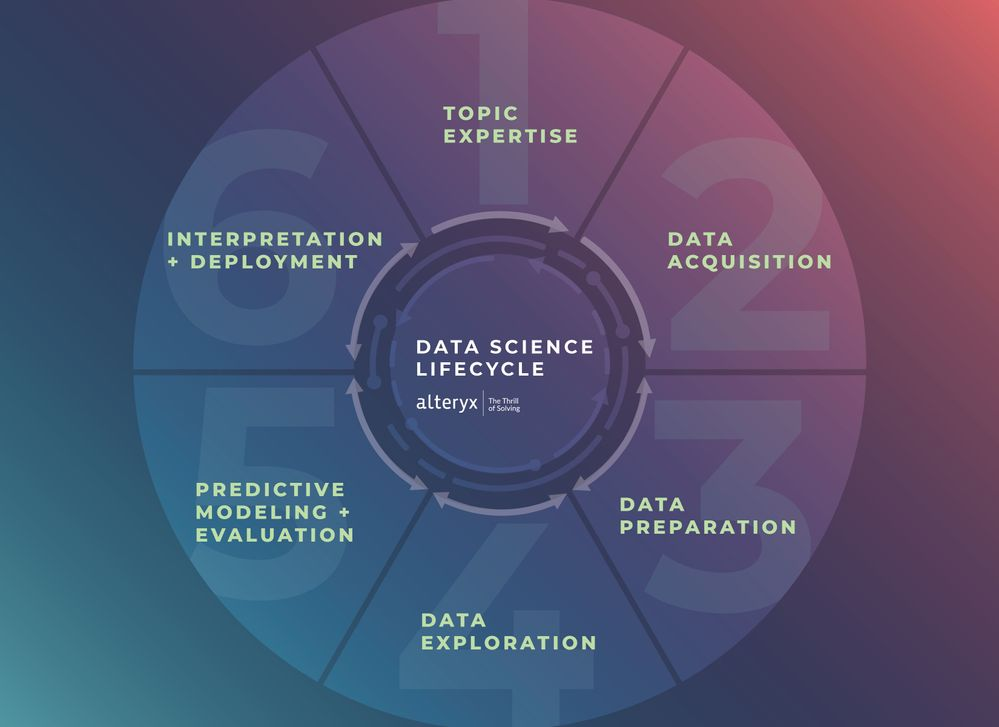 1
TOPIC
EXPERTISE
2
DATA
ACQUISITION
3
DATA
PREPARATION
4
DATA
EXPLORATION
5
PREDICTIVE
MODELING +
EVALUATION
6
INTERPRETATION
+ DEPLOYMENT
DATA SCIENCE
LIFECYCLE
alteryx
The Thrill
of Solving